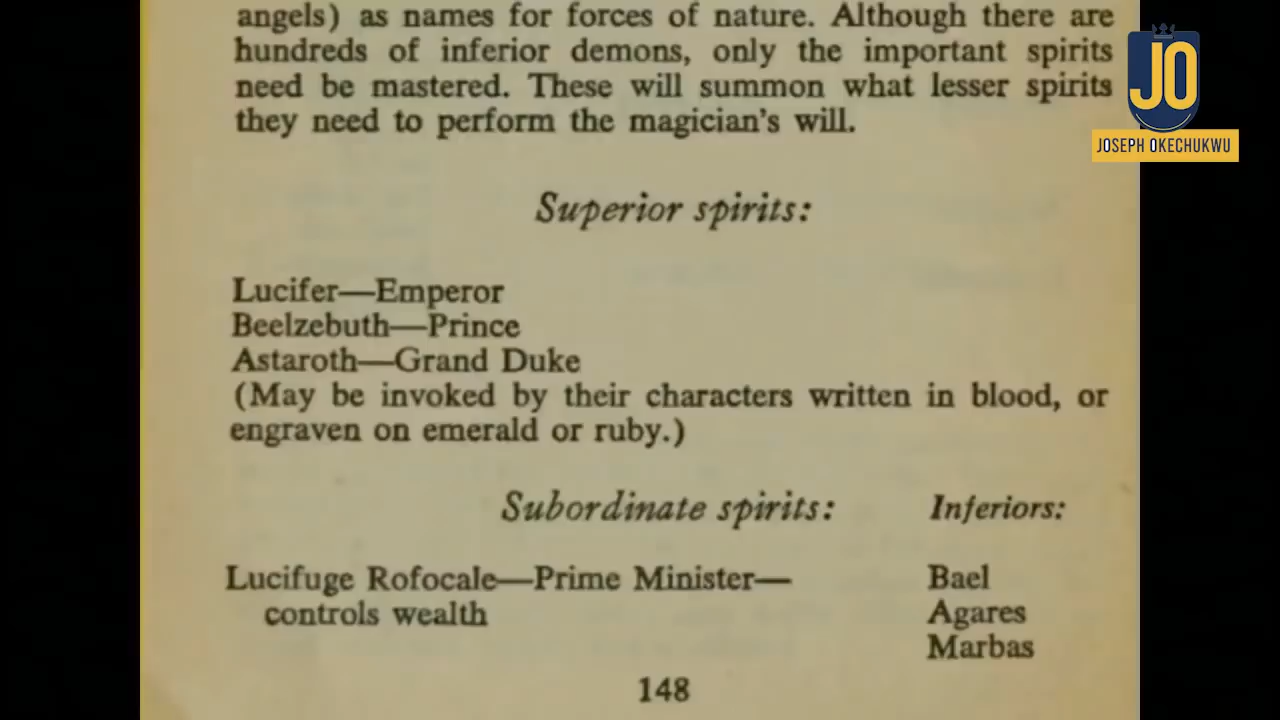 angels) as names for forces of nature. Although there are
hundreds of inferior demons, only the important spirits
need be mastered. These will summon what lesser spirits
they need to perform the magician's will.
Superior spirits:
Lucifer—Emperor
Beelzebuth—Prince
Astaroth—Grand Duke
(May be invoked by their characters written in blood, or
engraven on emerald or ruby.)
Subordinate spirits: Inferiors:
Lucifuge Rofocale—Prime Minister— Bael
controls wealth Agares
Marbas
148
JO
JOSEPH OKECHUKWU